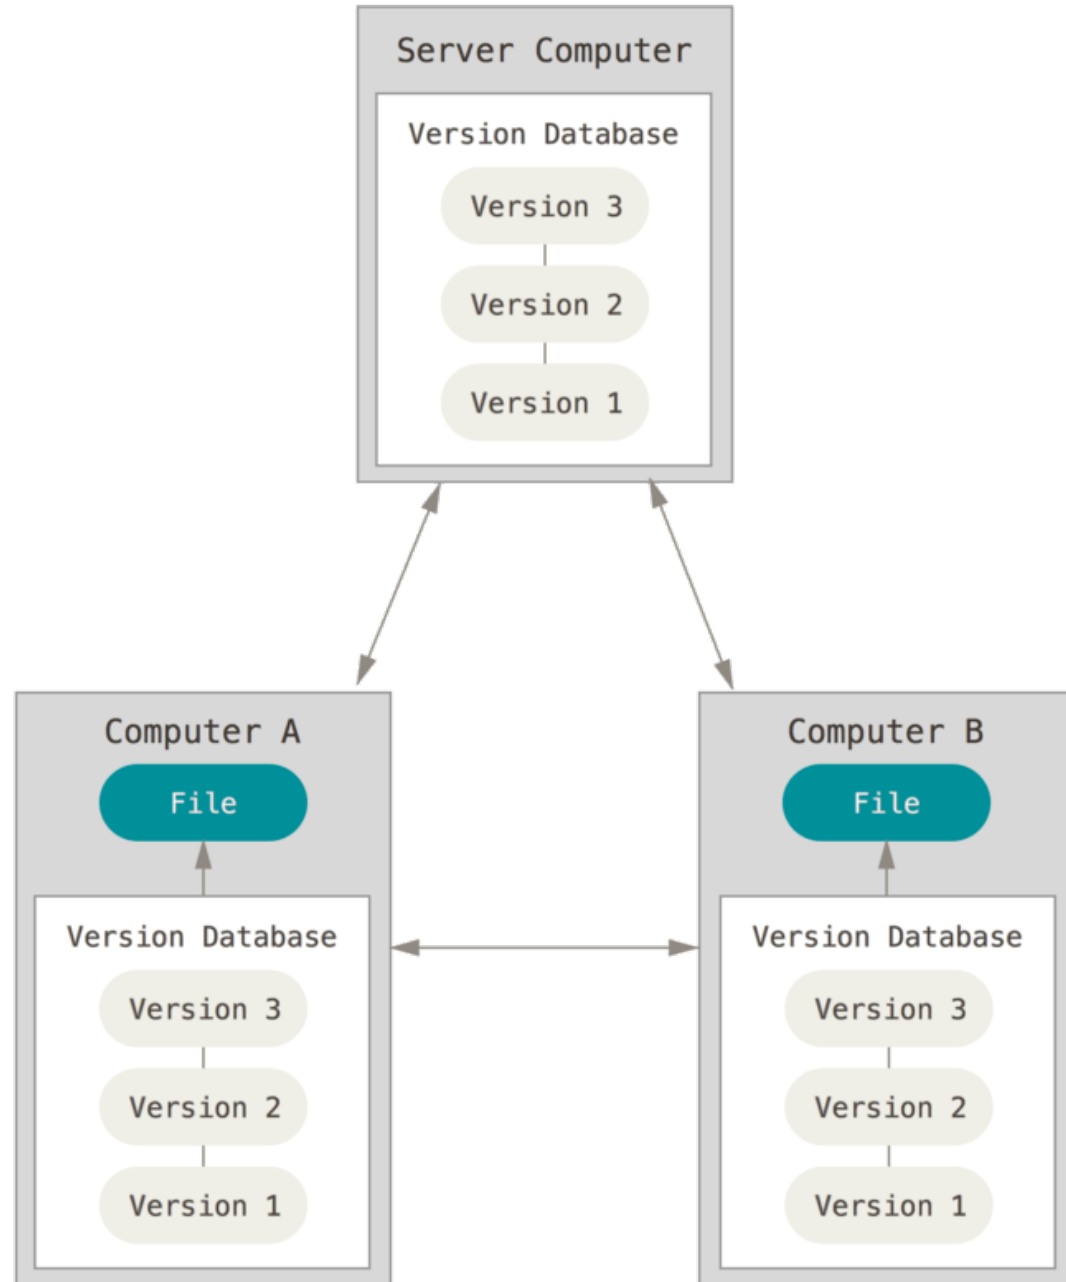 Server Computer
Version Database
Version 3
Version 2
Version 1
Computer A
File
Version Database
Version 3
Version 2
Version 1
Computer B
File
Version Database
Version 3
Version 2
Version 1